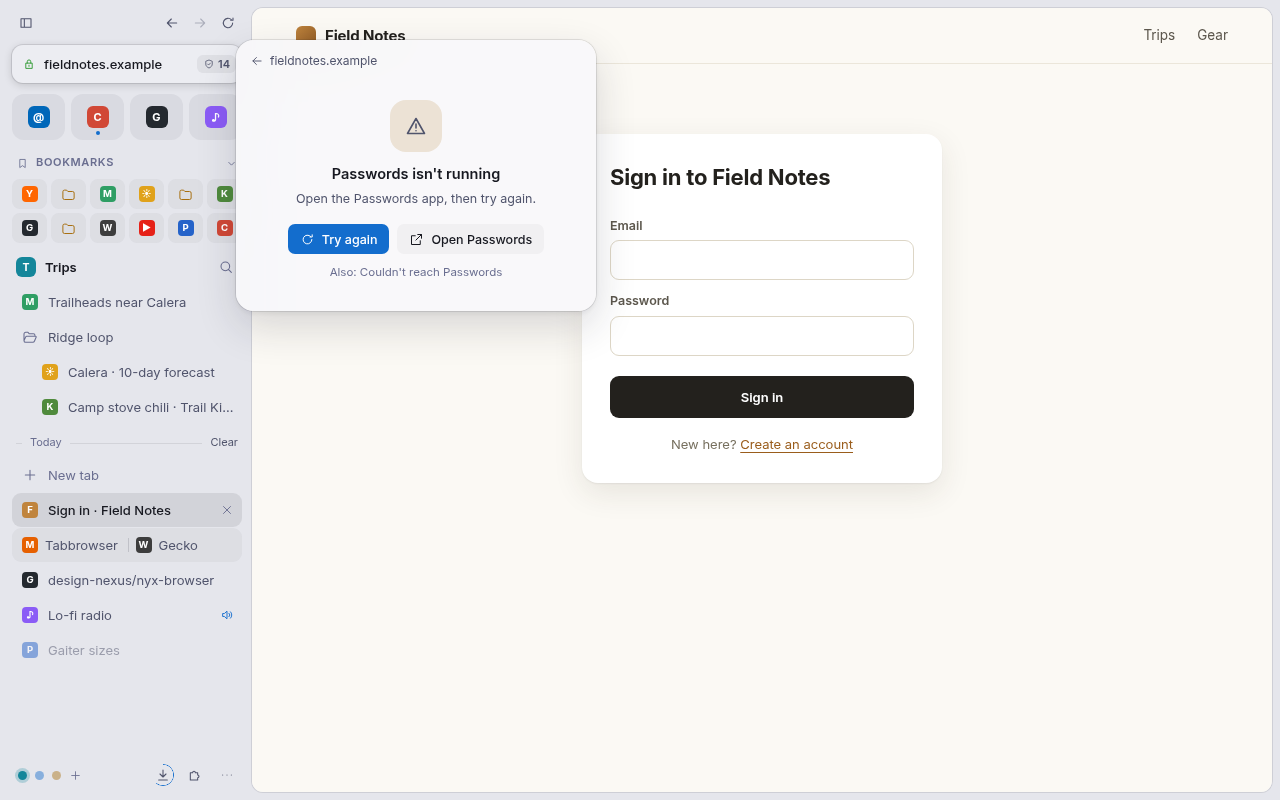 fieldnotes.example
14
@
C
G
BOOKMARKS
Y
M
K
G
W
P
C
T Trips
M Trailheads near Calera
Ridge loop
Calera · 10-day forecast
K Camp stove chili · Trail Ki...
Today
Clear
New tab
F Sign in · Field Notes
M Tabbrowser
W Gecko
G design-nexus/nyx-browser
Lo-fi radio
P Gaiter sizes
Field Notes
Trips
Gear
fieldnotes.example
Passwords isn't running
Open the Passwords app, then try again.
Try again
Open Passwords
Also: Couldn't reach Passwords
Sign in to Field Notes
Email
Password
Sign in
New here? Create an account